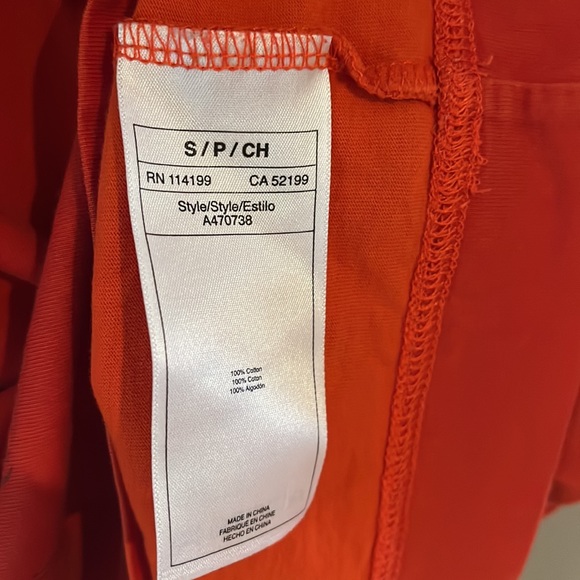 S / P / CH
RN 114199 CA 52199
Style/Style/Estilo
A470738
100% Cotton
100% Coton
100% Algodón
MADE IN CHINA
FABRIQUÉ EN CHINE
HECHO EN CHINA